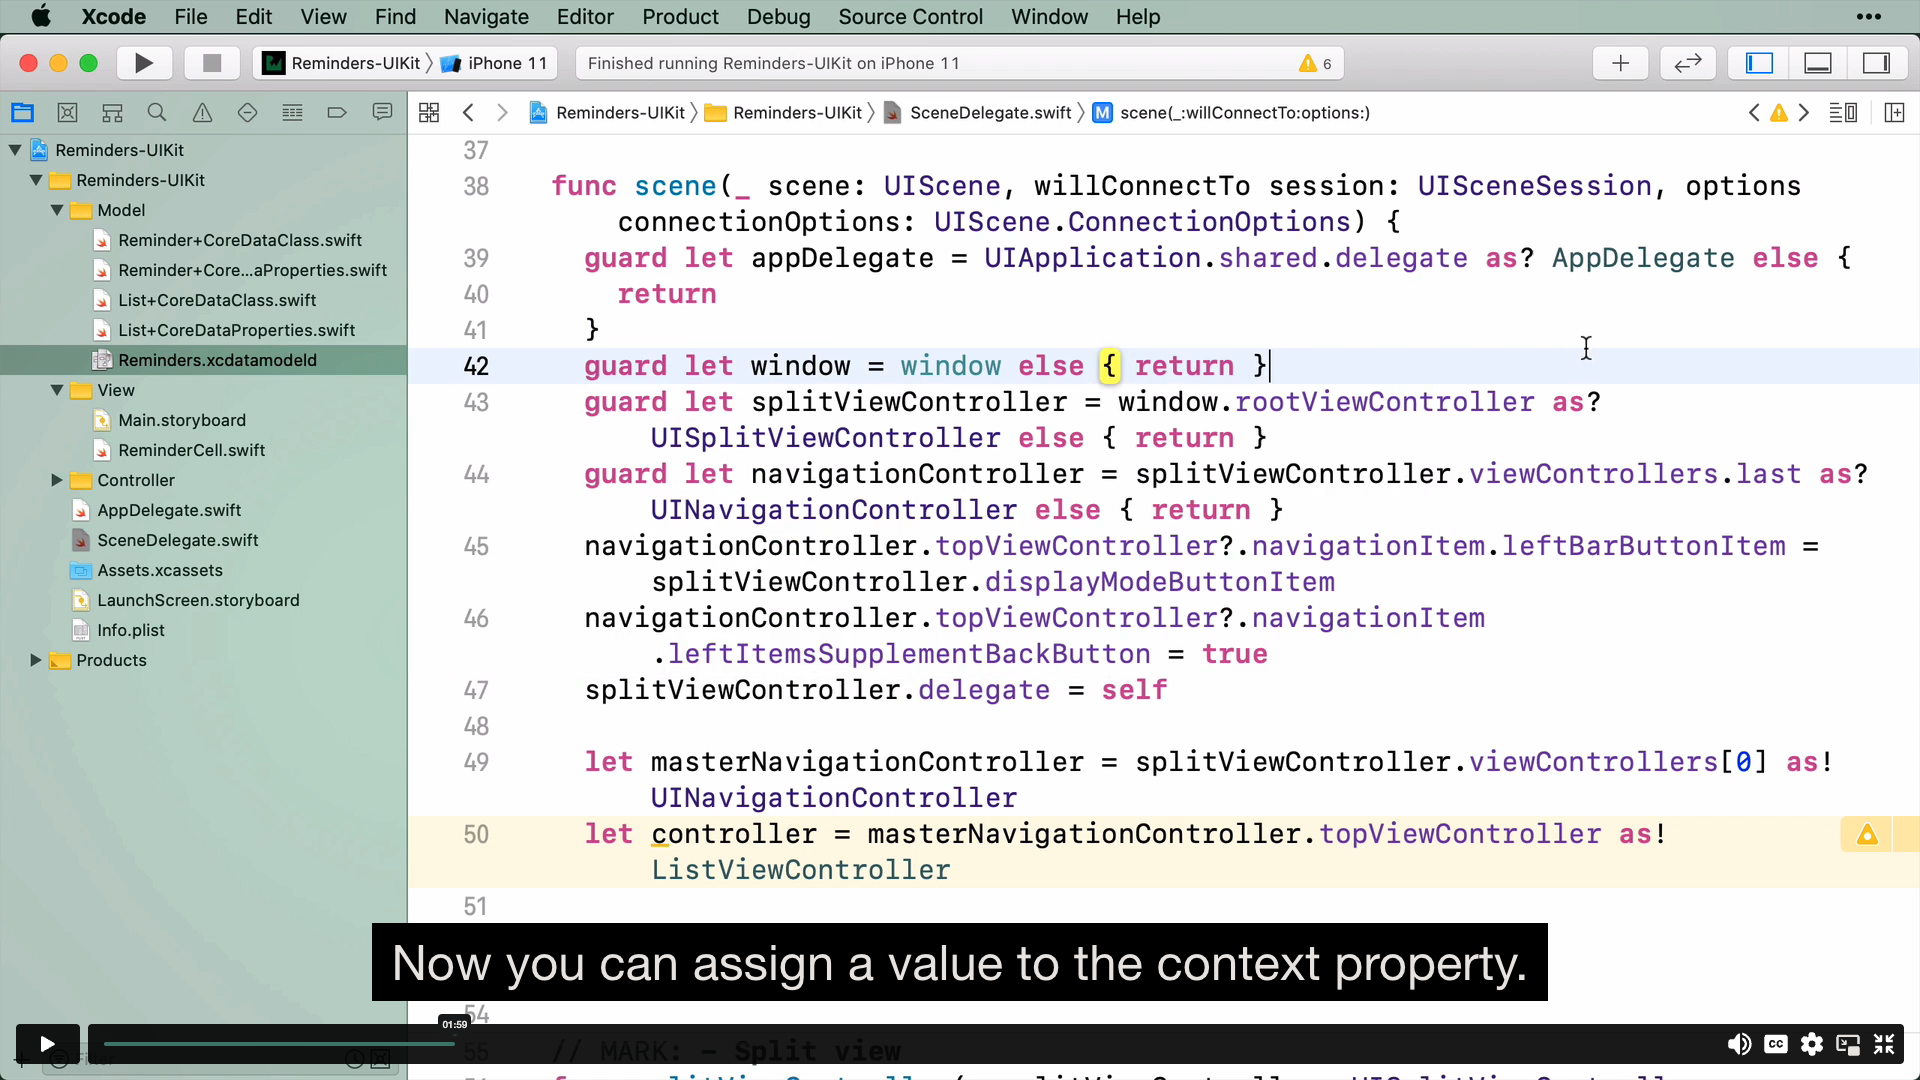 Xcode File Edit View Find Navigate Editor Product Debug Source Control Window Help
Reminders-UIKit iPhone 11 Finished running Reminders-UIKit on iPhone 11 6
Reminders-UIKit Reminders-UIKit SceneDelegate.swift M scene(_:willConnectTo:options:)
Reminders-UIKit
Reminders-UIKit
Model
Reminder+CoreDataClass.swift
Reminder+Core...aProperties.swift
List+CoreDataClass.swift
List+CoreDataProperties.swift
Reminders.xcdatamodeld
View
Main.storyboard
ReminderCell.swift
Controller
AppDelegate.swift
SceneDelegate.swift
Assets.xcassets
LaunchScreen.storyboard
Info.plist
Products
Filter
37
38 func scene(_ scene: UIScene, willConnectTo session: UISceneSession, options
connectionOptions: UIScene.ConnectionOptions) {
39 guard let appDelegate = UIApplication.shared.delegate as? AppDelegate else {
40 return
41 }
42 guard let window = window else { return }
43 guard let splitViewController = window.rootViewController as?
UISplitViewController else { return }
44 guard let navigationController = splitViewController.viewControllers.last as?
UINavigationController else { return }
45 navigationController.topViewController?.navigationItem.leftBarButtonItem =
splitViewController.displayModeButtonItem
46 navigationController.topViewController?.navigationItem
.leftItemsSupplementBackButton = true
47 splitViewController.delegate = self
48
49 let masterNavigationController = splitViewController.viewControllers[0] as!
UINavigationController
50 let controller = masterNavigationController.topViewController as!
ListViewController
51
Now you can assign a value to the context property.
54
01:59
55 // MARK: - Split view
CC